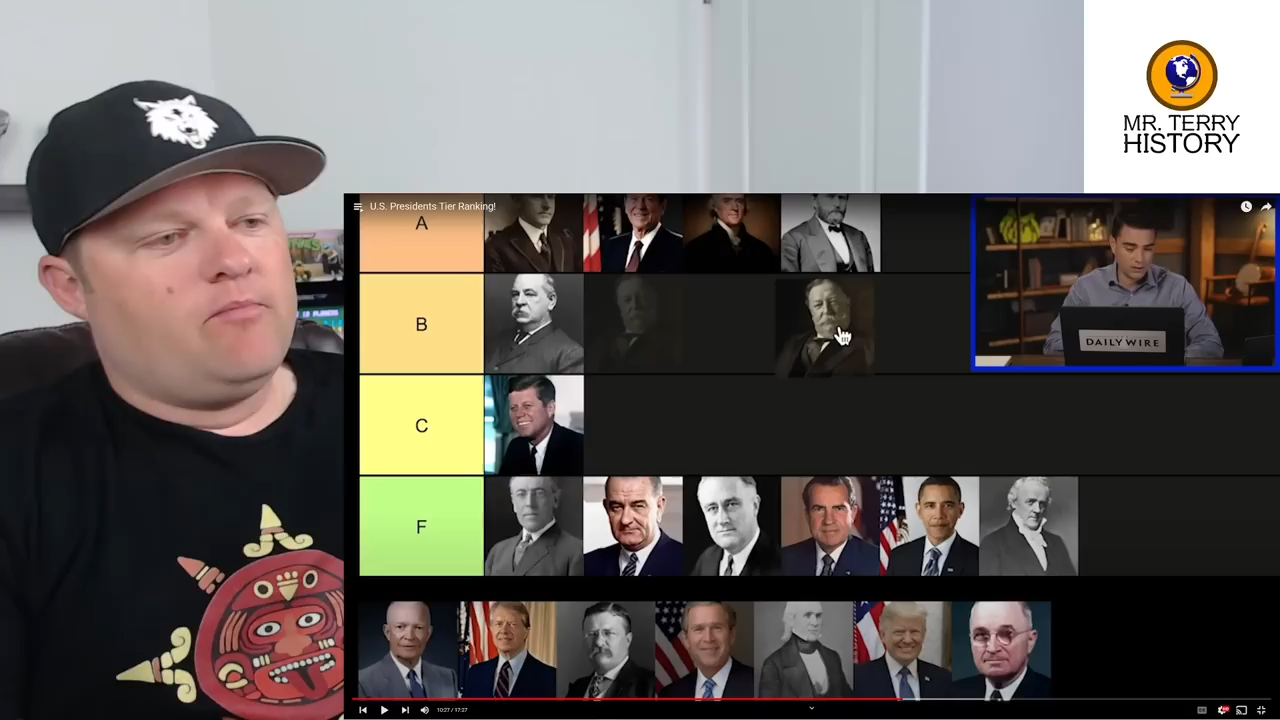 MR. TERRY
HISTORY
U.S. Presidents Tier Ranking!
A
B
DAILY WIRE
C
F
10:27 / 17:27